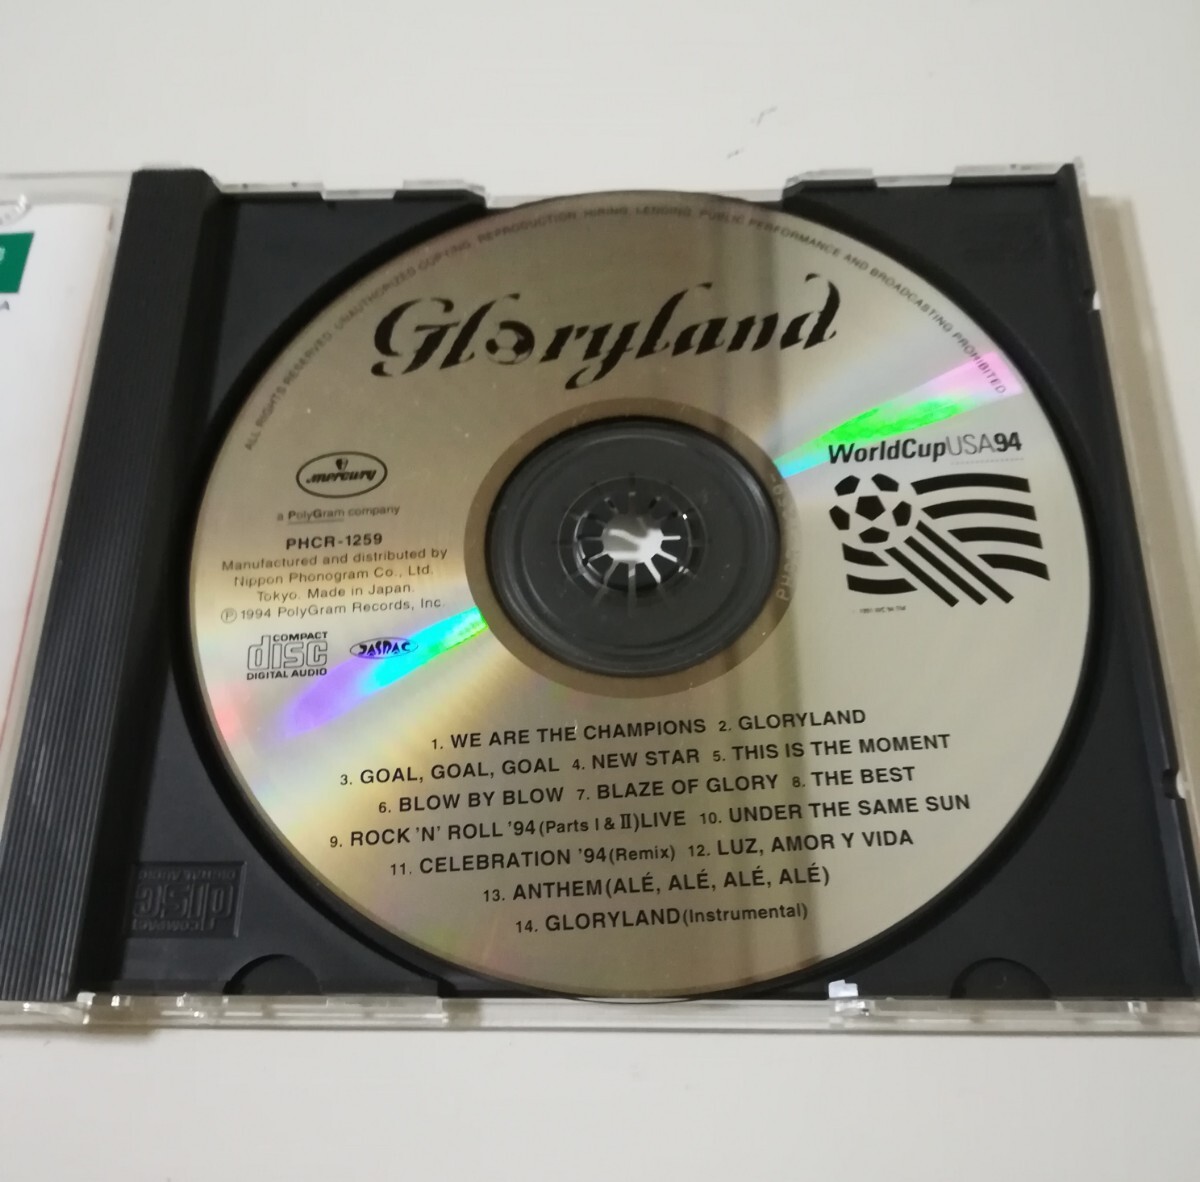 ALL RIGHTS RESERVED. UNAUTHORIZED COPYING, REPRODUCTION, HIRING, LENDING, PUBLIC PERFORMANCE AND BROADCASTING PROHIBITED.
Gloryland
mercury
a PolyGram company
PHCR-1259
Manufactured and distributed by
Nippon Phonogram Co., Ltd.
Tokyo. Made in Japan.
Ⓟ 1994 PolyGram Records, Inc.
COMPACT
disc
DIGITAL AUDIO
JASRAC
WorldCupUSA94
1. WE ARE THE CHAMPIONS 2. GLORYLAND
3. GOAL, GOAL, GOAL 4. NEW STAR 5. THIS IS THE MOMENT
6. BLOW BY BLOW 7. BLAZE OF GLORY 8. THE BEST
9. ROCK 'N' ROLL '94 (Parts I & II) LIVE 10. UNDER THE SAME SUN
11. CELEBRATION '94 (Remix) 12. LUZ, AMOR Y VIDA
13. ANTHEM (ALÉ, ALÉ, ALÉ, ALÉ)
14. GLORYLAND (Instrumental)
COMPACT
disc
DIGITAL AUDIO